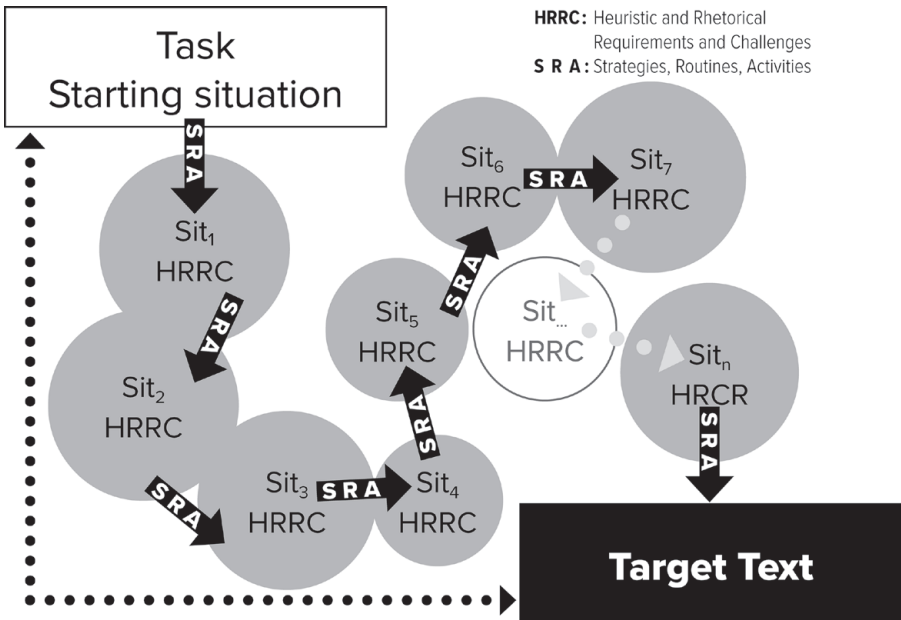 Task
Starting situation
HRRC: Heuristic and Rhetorical
Requirements and Challenges
S R A: Strategies, Routines, Activities
SRA
Sit₁
HRRC
SRA
Sit₂
HRRC
SRA
Sit₃
HRRC
SRA
Sit₄
HRRC
SRA
Sit₅
HRRC
SRA
Sit₆
HRRC
SRA
Sit₇
HRRC
Sit...
HRRC
Sitₙ
HRCR
SRA
Target Text